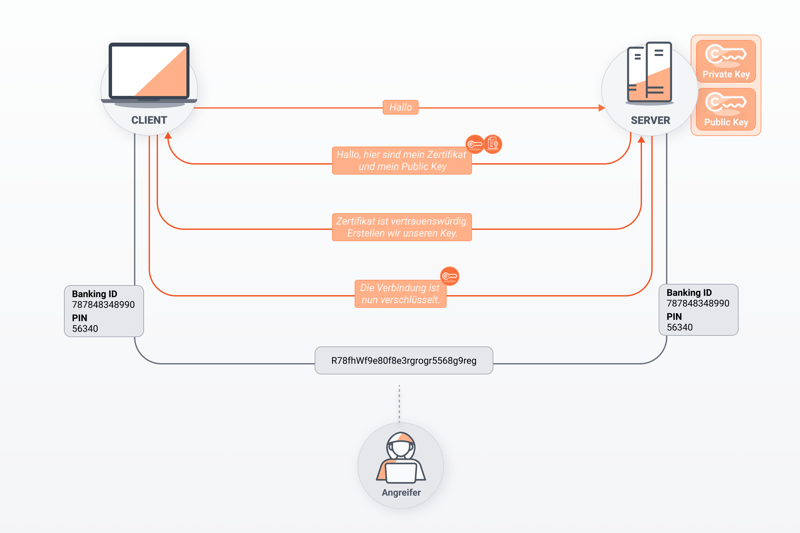 Private Key
Public Key
CLIENT
SERVER
Hallo
Hallo, hier sind mein Zertifikat
und mein Public Key
Zertifikat ist vertrauenswürdig.
Erstellen wir unseren Key.
Die Verbindung ist
nun verschlüsselt.
Banking ID
787848348990
PIN
56340
Banking ID
787848348990
PIN
56340
R78fhWf9e80f8e3rgrogr5568g9reg
Angreifer